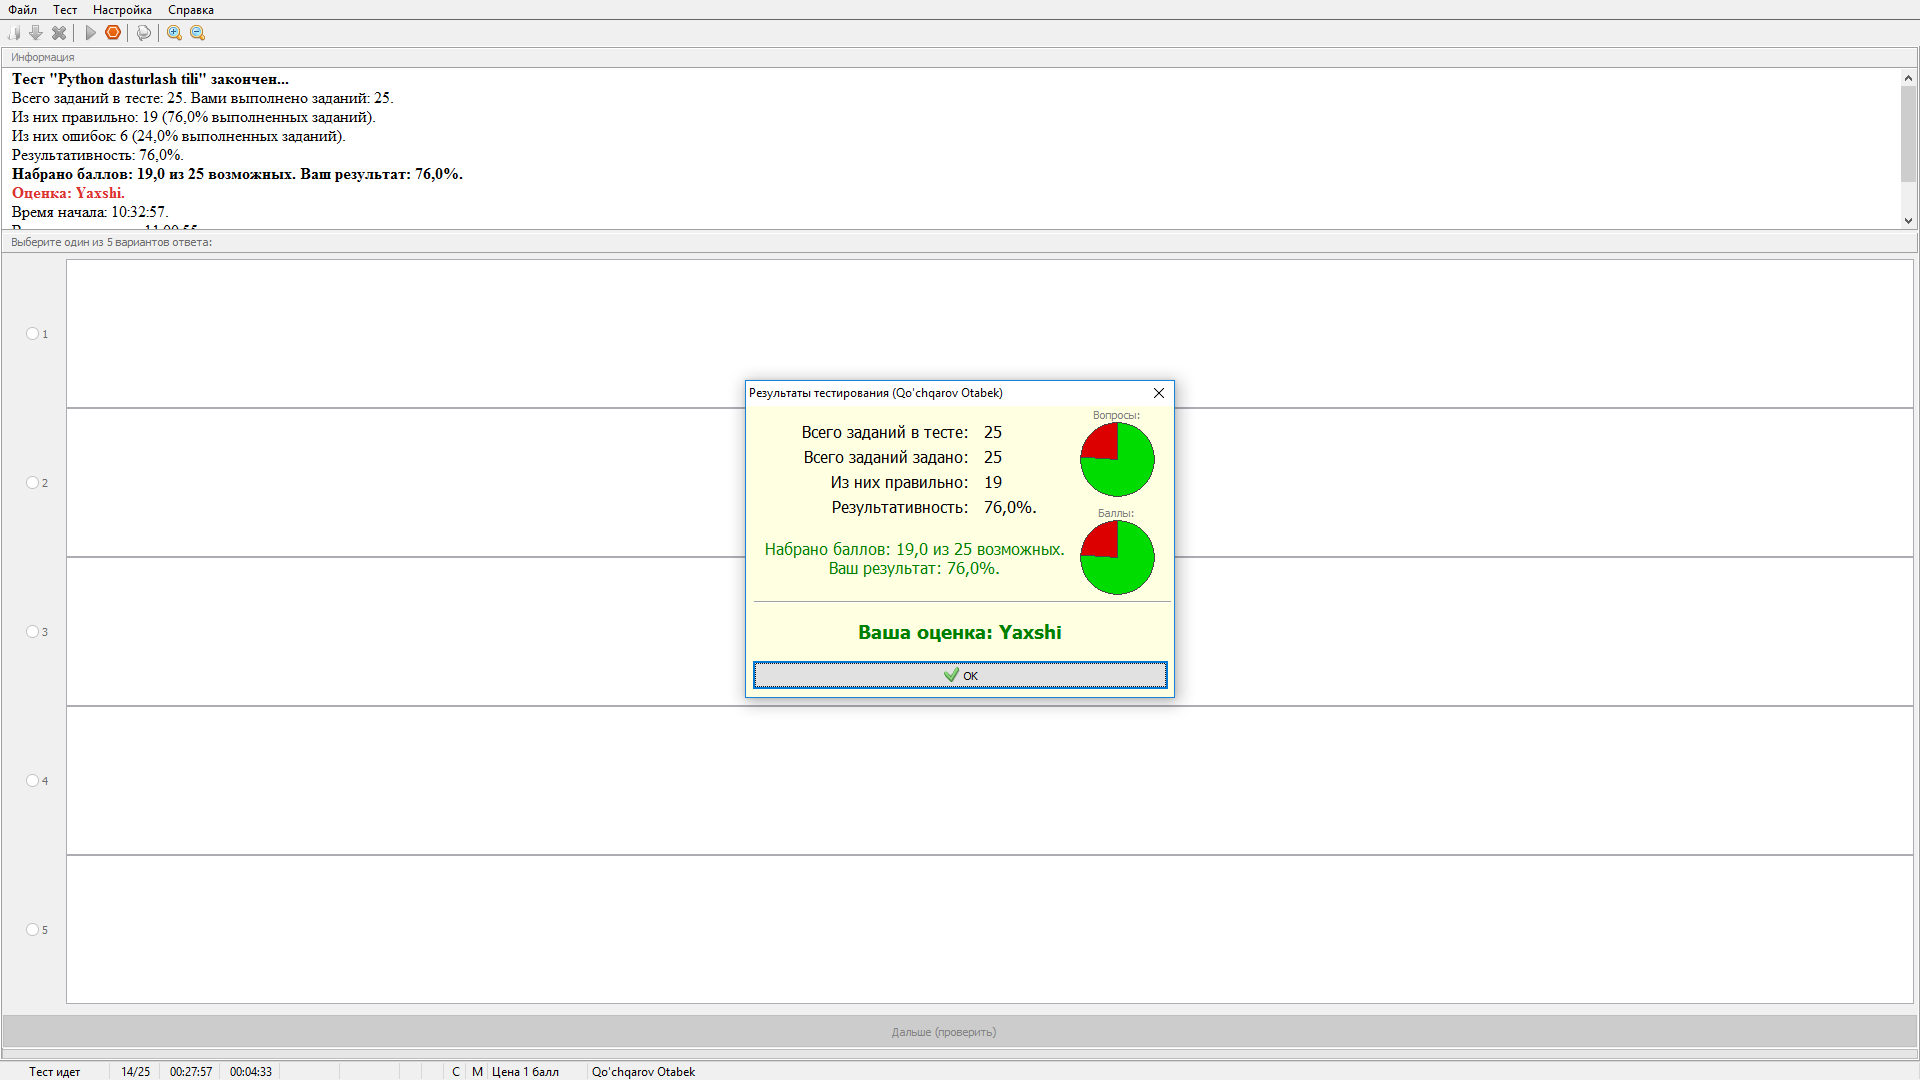 Файл Тест Настройка Справка
Информация
Тест "Python dasturlash tili" закончен...
Всего заданий в тесте: 25. Вами выполнено заданий: 25.
Из них правильно: 19 (76,0% выполненных заданий).
Из них ошибок: 6 (24,0% выполненных заданий).
Результативность: 76,0%.
Набрано баллов: 19,0 из 25 возможных. Ваш результат: 76,0%.
Оценка: Yaxshi.
Время начала: 10:32:57.
Выберите один из 5 вариантов ответа:
1
2
3
4
5
Результаты тестирования (Qo'chqarov Otabek)
Всего заданий в тесте: 25
Всего заданий задано: 25
Из них правильно: 19
Результативность: 76,0%.
Вопросы:
Баллы:
Набрано баллов: 19,0 из 25 возможных.
Ваш результат: 76,0%.
Ваша оценка: Yaxshi
OK
Дальше (проверить)
Тест идет 14/25 00:27:57 00:04:33 С М Цена 1 балл Qo'chqarov Otabek